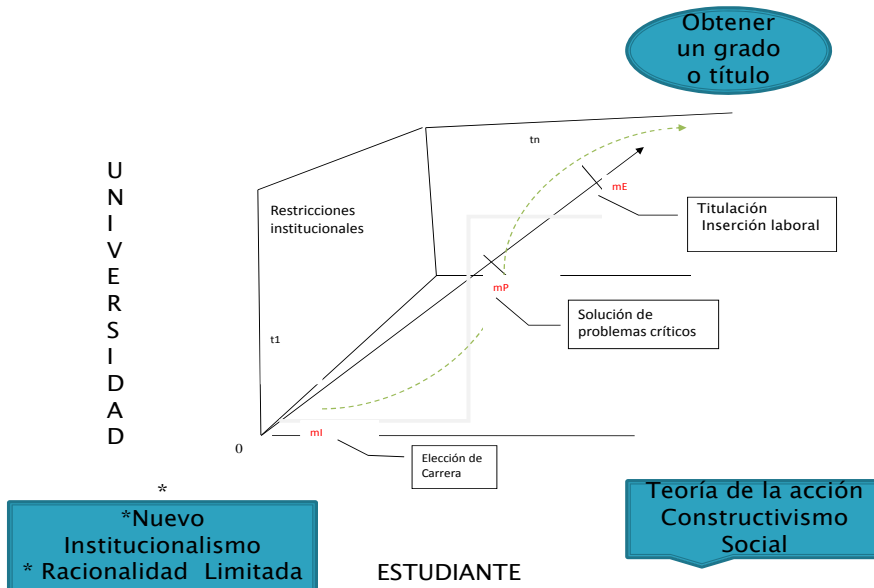 Obtener
un grado
o título
tn
U
N
I
V
E
R
S
I
D
A
D
mE
Restricciones
institucionales
Titulación
Inserción laboral
mP
Solución de
problemas críticos
t1
0
mI
Elección de
Carrera
*
*Nuevo
Institucionalismo
* Racionalidad Limitada
Teoría de la acción
Constructivismo
Social
ESTUDIANTE